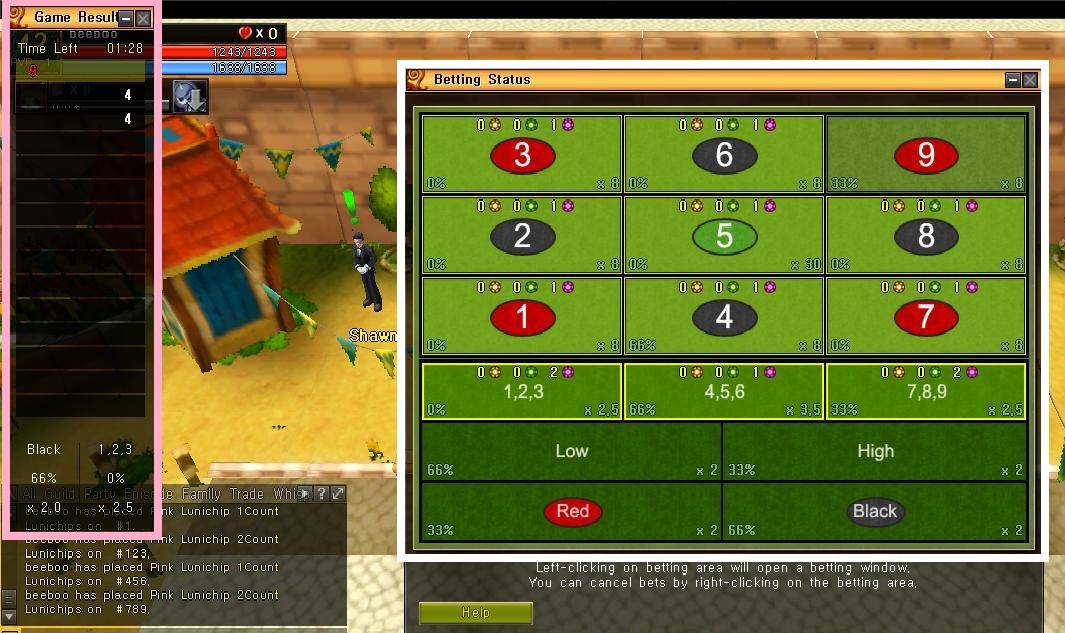 Game Result
beeboo
Time Left 01:28
9
4
4
Black 1,2,3
66% 0%
x 2,0 x 2,5
x 0
1243/1243
1638/1638
Shawn
All Guild Party Episode Family Trade Whis
beeboo has placed Pink Lunichip 1Count
Lunichips on #1,
beeboo has placed Pink Lunichip 2Count
Lunichips on #123,
beeboo has placed Pink Lunichip 1Count
Lunichips on #456,
beeboo has placed Pink Lunichip 2Count
Lunichips on #789,
Betting Status
0 0 1 0 0 1
3 6 9
0% x 8 0% x 8 33% x 8
0 0 1 0 0 1 0 0 1
2 5 8
0% x 8 0% x 30 0% x 8
0 0 1 0 0 1 0 0 1
1 4 7
0% x 8 66% x 8 0% x 8
0 0 2 0 0 1 0 0 2
1,2,3 4,5,6 7,8,9
0% x 2,5 66% x 3,5 33% x 2,5
Low High
66% x 2 33% x 2
Red Black
33% x 2 66% x 2
Left-clicking on betting area will open a betting window,
You can cancel bets by right-clicking on the betting area,
Help